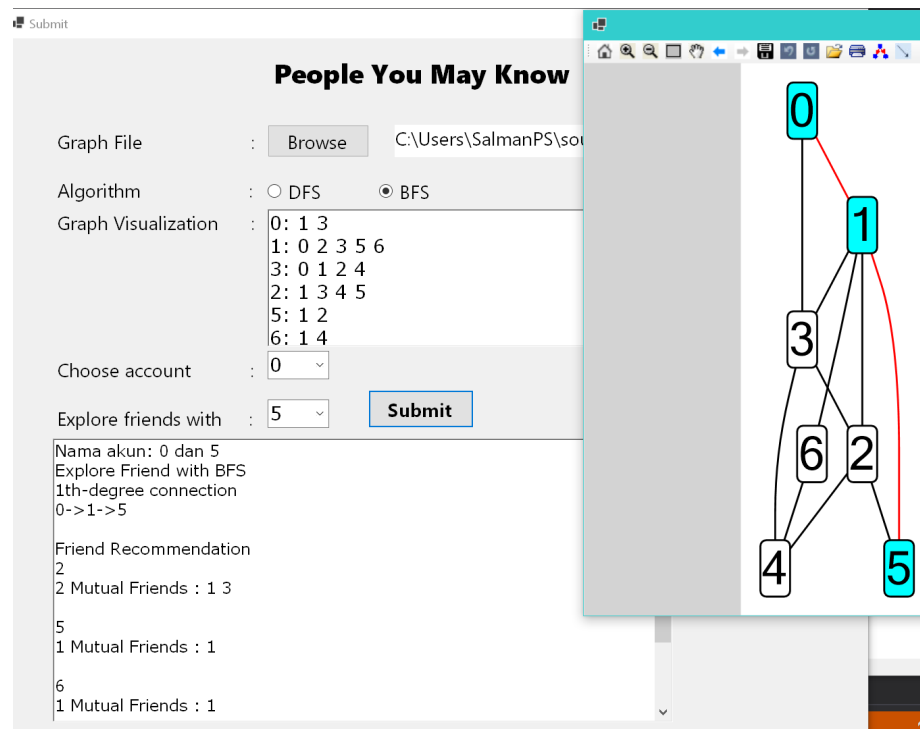 Submit
People You May Know
Graph File : Browse C:\Users\SalmanPS\sou
Algorithm : DFS BFS
Graph Visualization :
0: 1 3
1: 0 2 3 5 6
3: 0 1 2 4
2: 1 3 4 5
5: 1 2
6: 1 4
Choose account : 0
Explore friends with : 5 Submit
Nama akun: 0 dan 5
Explore Friend with BFS
1th-degree connection
0->1->5
Friend Recommendation
2
2 Mutual Friends : 1 3
5
1 Mutual Friends : 1
6
1 Mutual Friends : 1
0
1
3
6 2
4 5